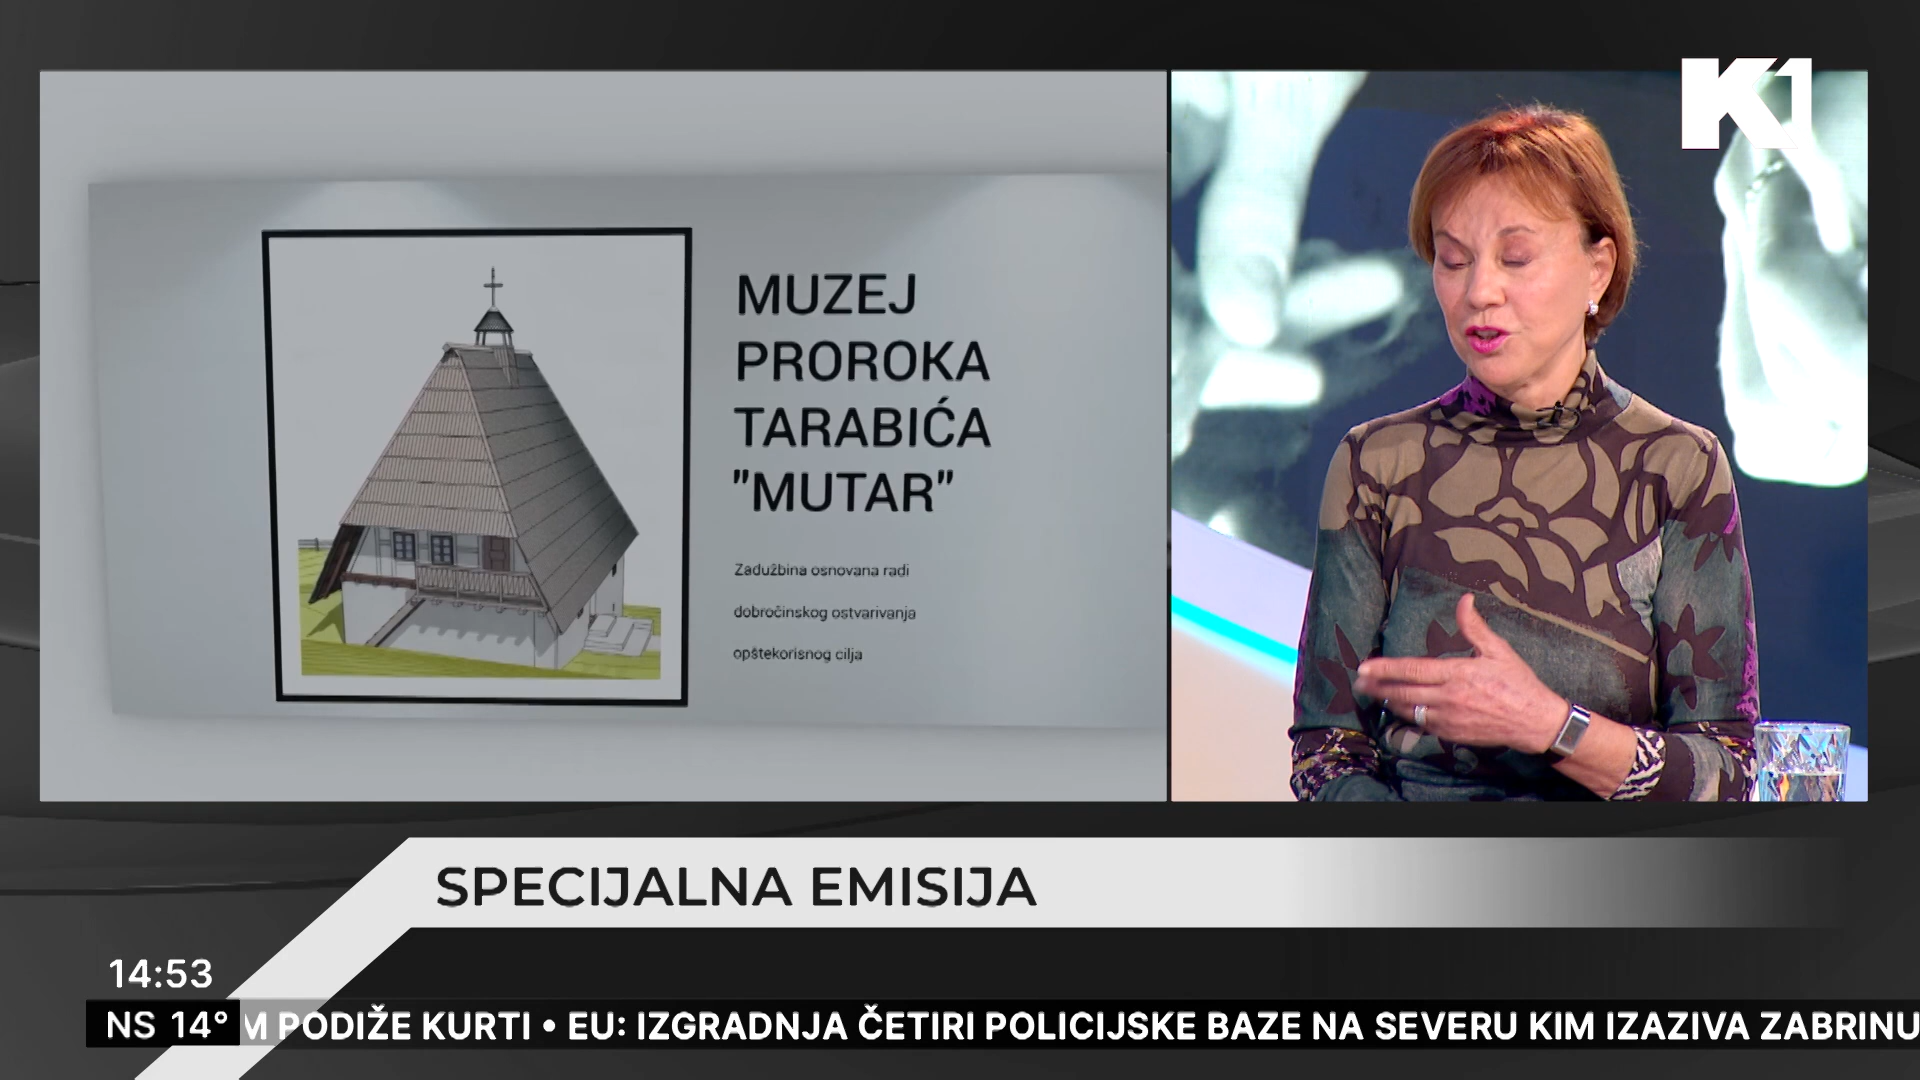 K1
MUZEJ
PROROKA
TARABIĆA
"MUTAR"
Zadužbina osnovana radi
dobročinskog ostvarivanja
opštekorisnog cilja
SPECIJALNA EMISIJA
14:53
NS 14°
M PODIŽE KURTI • EU: IZGRADNJA ČETIRI POLICIJSKE BAZE NA SEVERU KIM IZAZIVA ZABRINU